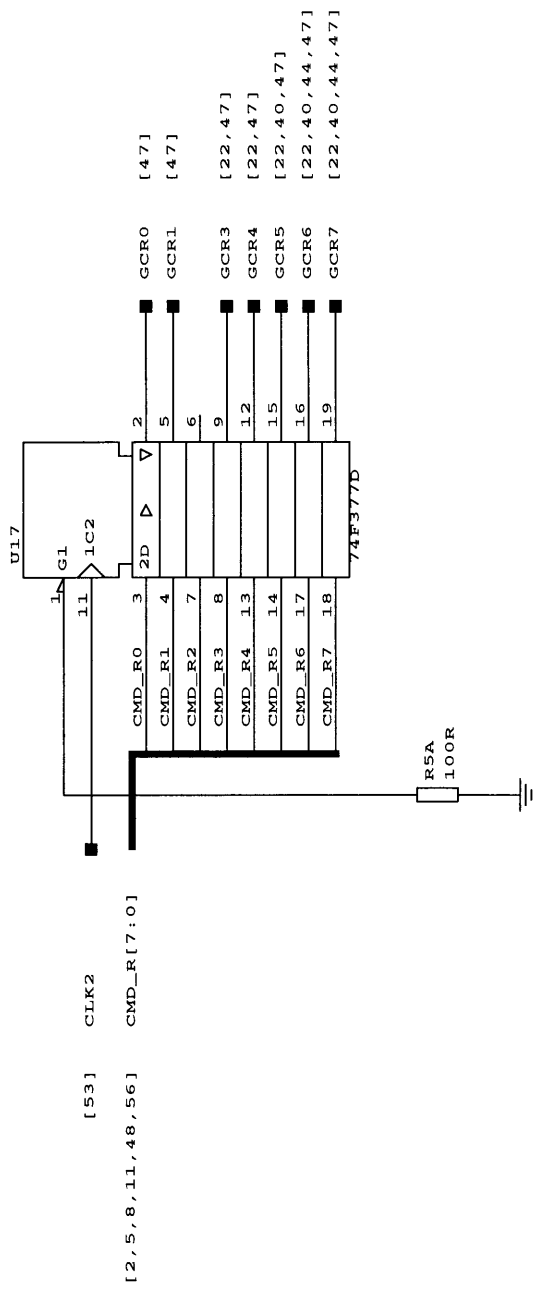 U17
1 G1
[53] CLK2 11 1C2
[2,5,8,11,48,56] CMD_R[7:0]
CMD_R0 3 2D 2 GCR0 [47]
CMD_R1 4 5 GCR1 [47]
CMD_R2 7 6
CMD_R3 8 9 GCR3 [22,47]
CMD_R4 13 12 GCR4 [22,47]
CMD_R5 14 15 GCR5 [22,40,47]
CMD_R6 17 16 GCR6 [22,40,44,47]
CMD_R7 18 19 GCR7 [22,40,44,47]
74F377D
R5A
100R